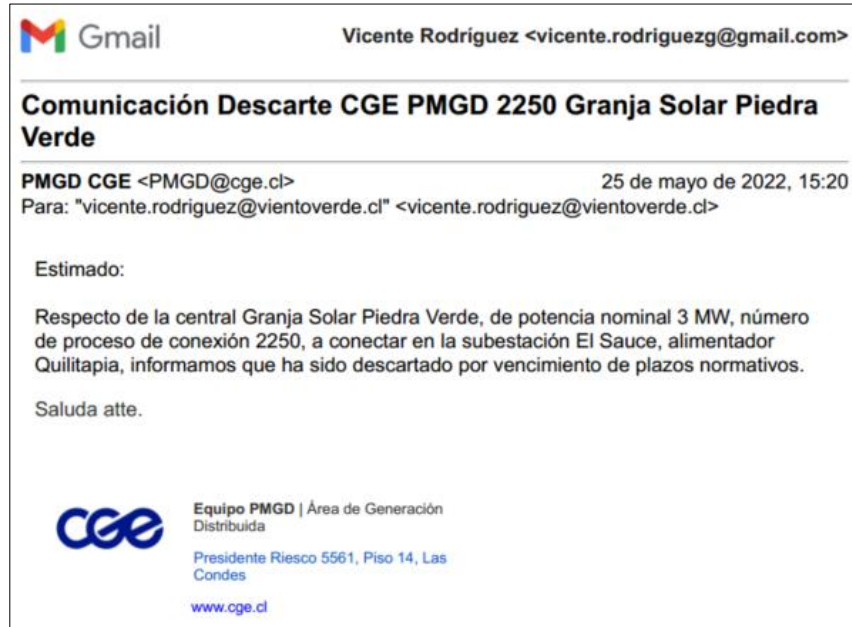 Gmail
Vicente Rodríguez <vicente.rodriguezg@gmail.com>
Comunicación Descarte CGE PMGD 2250 Granja Solar Piedra
Verde
PMGD CGE <PMGD@cge.cl>
25 de mayo de 2022, 15:20
Para: "vicente.rodriguez@vientoverde.cl" <vicente.rodriguez@vientoverde.cl>
Estimado:
Respecto de la central Granja Solar Piedra Verde, de potencia nominal 3 MW, número
de proceso de conexión 2250, a conectar en la subestación El Sauce, alimentador
Quilitapia, informamos que ha sido descartado por vencimiento de plazos normativos.
Saluda atte.
cge
Equipo PMGD | Área de Generación
Distribuida
Presidente Riesco 5561, Piso 14, Las
Condes
www.cge.cl